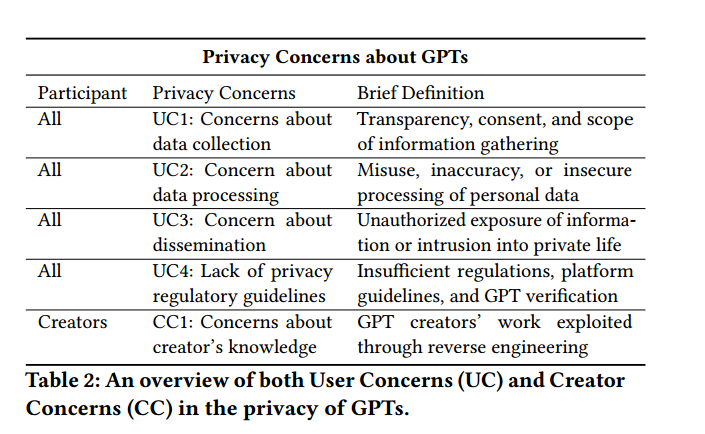 Privacy Concerns about GPTs
Participant Privacy Concerns Brief Definition
All UC1: Concerns about Transparency, consent, and scope
data collection of information gathering
All UC2: Concern about Misuse, inaccuracy, or insecure
data processing processing of personal data
All UC3: Concern about Unauthorized exposure of informa-
dissemination tion or intrusion into private life
All UC4: Lack of privacy Insufficient regulations, platform
regulatory guidelines guidelines, and GPT verification
Creators CC1: Concerns about GPT creators' work exploited
creator's knowledge through reverse engineering
Table 2: An overview of both User Concerns (UC) and Creator
Concerns (CC) in the privacy of GPTs.